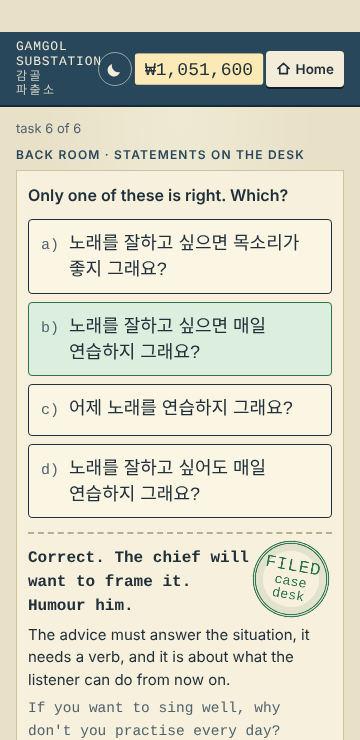 GAMGOL
SUBSTATION
감골
파출소
₩1,051,600
Home
task 6 of 6
BACK ROOM · STATEMENTS ON THE DESK
Only one of these is right. Which?
a) 노래를 잘하고 싶으면 목소리가
좋지 그래요?
b) 노래를 잘하고 싶으면 매일
연습하지 그래요?
c) 어제 노래를 연습하지 그래요?
d) 노래를 잘하고 싶어도 매일
연습하지 그래요?
Correct. The chief will
want to frame it.
Humour him.
FILED
case
desk
The advice must answer the situation, it
needs a verb, and it is about what the
listener can do from now on.
If you want to sing well, why
don't you practise every day?